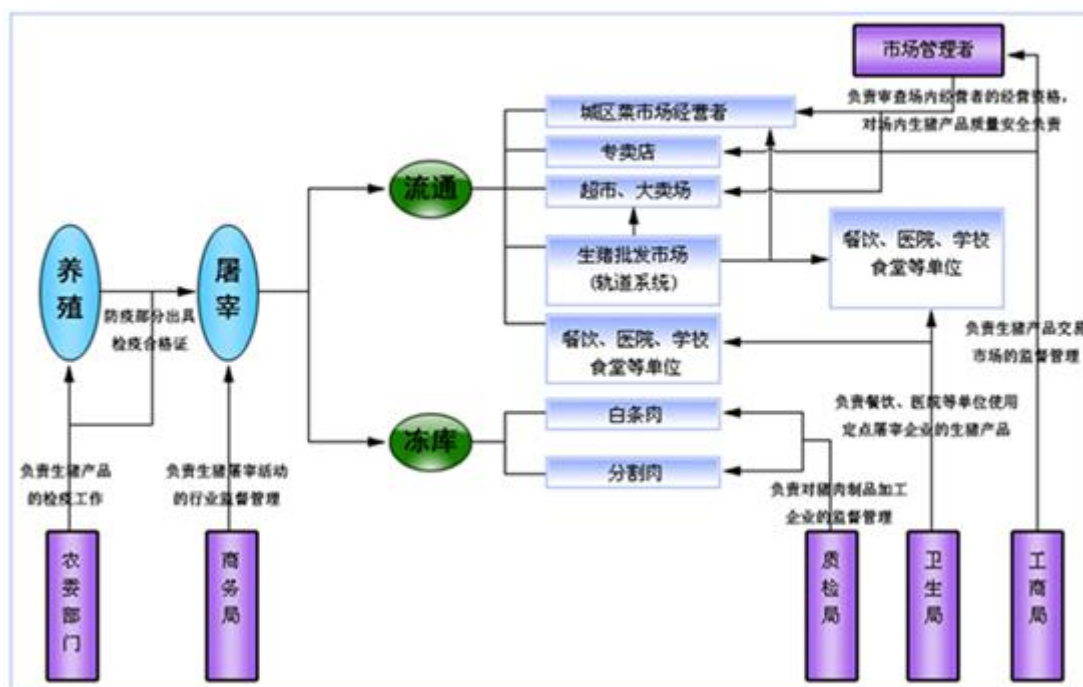 市场管理者
负责审查场内经营者的经营资格，
对场内生猪产品质量安全负责
城区菜市场经营者
专卖店
流通
超市、大卖场
生猪批发市场
(轨道系统)
餐饮、医院、学校
食堂等单位
养殖
屠宰
防疫部分出具
检疫合格证
餐饮、医院、学校
食堂等单位
负责生猪产品交易
市场的监督管理
白条肉
冻库
分割肉
负责餐饮、医院等单位使用
定点屠宰企业的生猪产品
负责生猪产品
的检疫工作
负责生猪屠宰活动
的行业监督管理
负责对猪肉制品加工
企业的监督管理
农委部门
商务局
质检局
卫生局
工商局